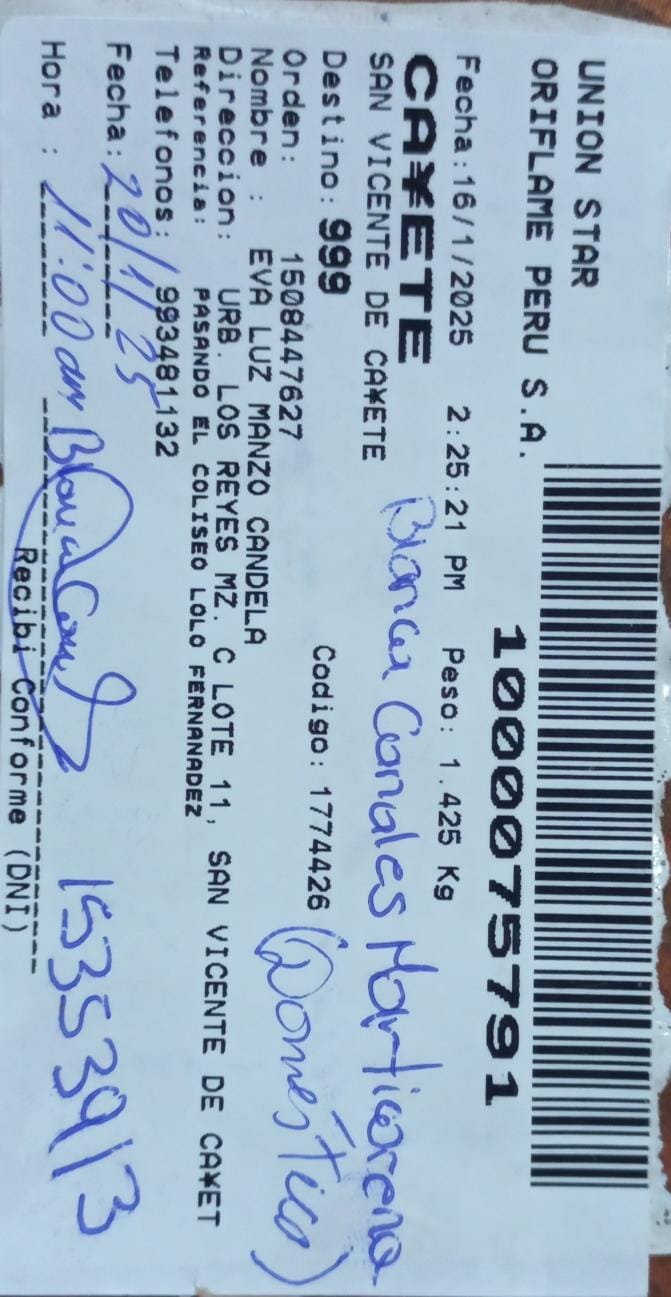 UNION STAR
ORIFLAME PERU S.A.
1000075791
Fecha:16/1/2025 2:25:21 PM Peso: 1.425 Kg
CA¥ETE
SAN VICENTE DE CA¥ETE
Blanca Canales Marticorena
Destino: 999 Codigo: 1774426
(Doméstica)
Orden: 1508447627
Nombre : EVA LUZ MANZO CANDELA
Direccion: URB. LOS REYES MZ. C LOTE 11, SAN VICENTE DE CA¥ET
Referencia: PASANDO EL COLISEO LOLO FERNANADEZ
Telefonos: 993481132
Fecha: 20/1/25
Hora : 11:00 am 15353913
Recibi Conforme (DNI)